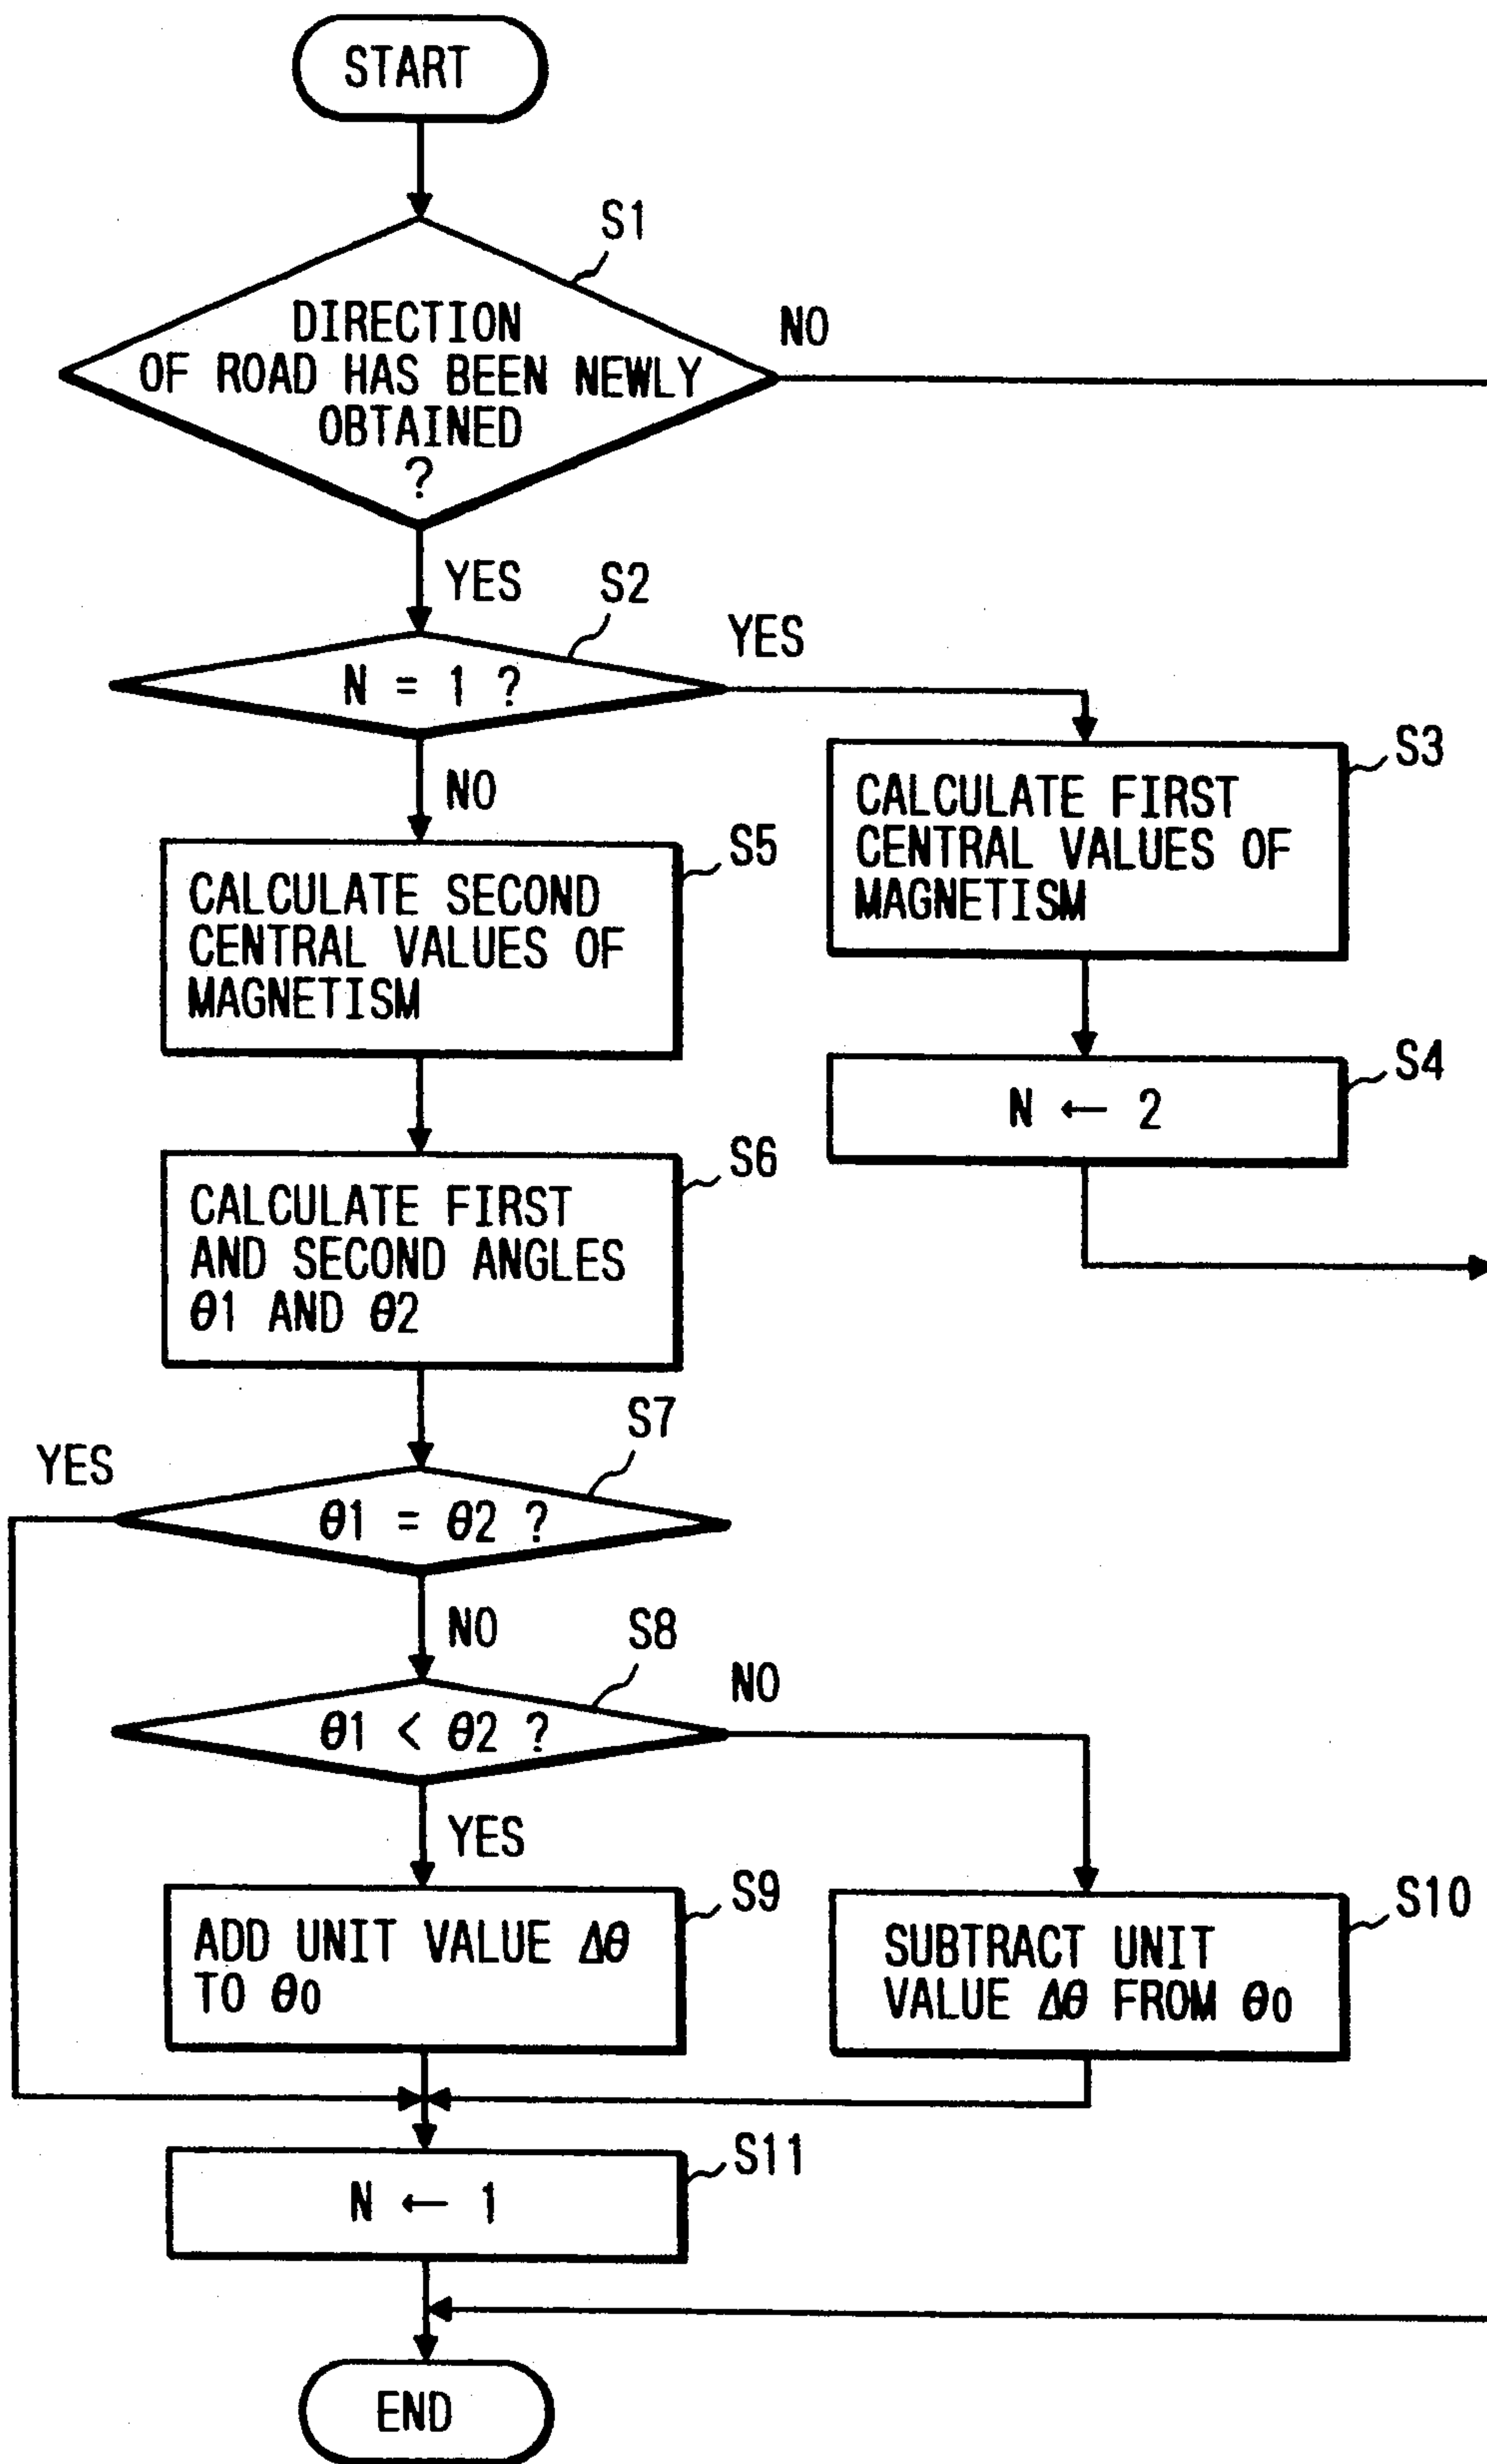 START
S1
DIRECTION
OF ROAD HAS BEEN NEWLY
OBTAINED
?
NO
YES
S2
N = 1 ?
YES
NO
S3
CALCULATE FIRST
CENTRAL VALUES OF
MAGNETISM
S5
CALCULATE SECOND
CENTRAL VALUES OF
MAGNETISM
S4
N ← 2
S6
CALCULATE FIRST
AND SECOND ANGLES
θ1 AND θ2
S7
YES
θ1 = θ2 ?
NO
S8
θ1 < θ2 ?
NO
YES
S9
ADD UNIT VALUE Δθ
TO θ0
S10
SUBTRACT UNIT
VALUE Δθ FROM θ0
S11
N ← 1
END